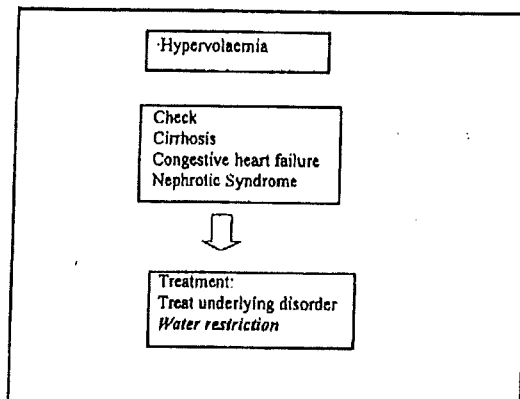 Hypervolaemia
Check
Cirrhosis
Congestive heart failure
Nephrotic Syndrome
Treatment:
Treat underlying disorder
Water restriction